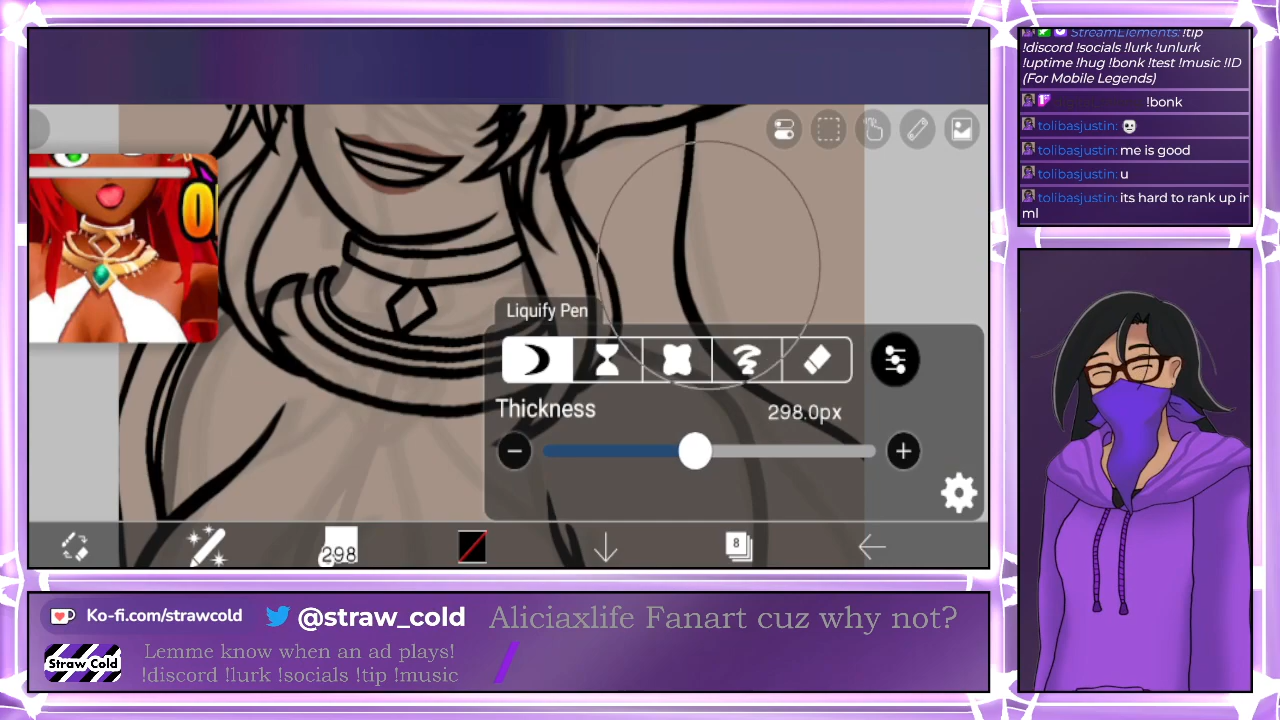 StreamElements: !tip
!discord !socials !lurk !unlurk
!uptime !hug !bonk !test !music !ID
(For Mobile Legends)
!bonk
tolibasjustin:
tolibasjustin: me is good
tolibasjustin: u
tolibasjustin: its hard to rank up in
ml
0
Liquify Pen
Thickness
298.0px
298
8
Ko-fi.com/strawcold
@straw_cold
Aliciaxlife Fanart cuz why not?
Straw Cold
Lemme know when an ad plays!
!discord !lurk !socials !tip !music
/